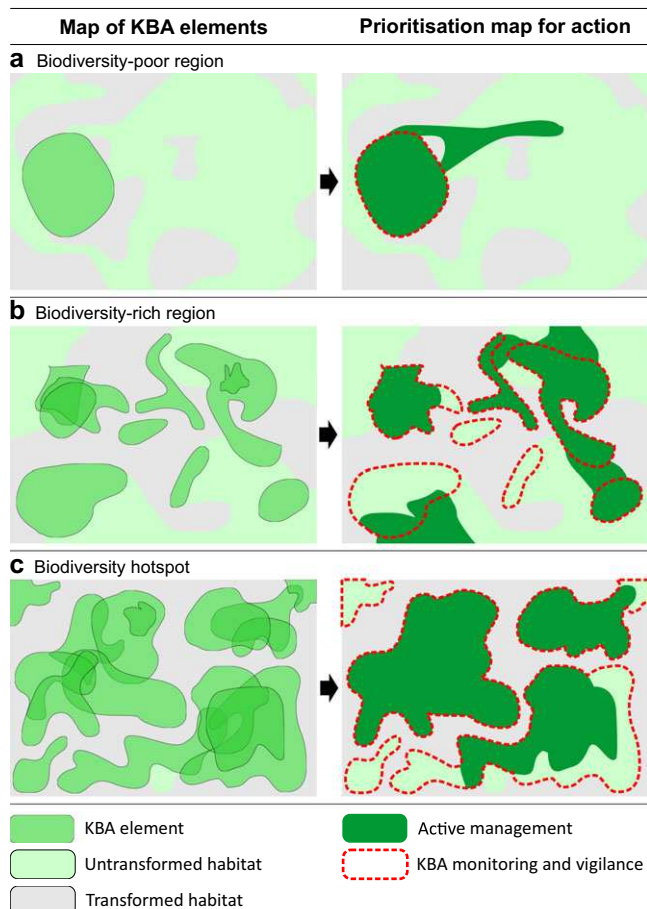 Map of KBA elements
Prioritisation map for action
a Biodiversity-poor region
b Biodiversity-rich region
c Biodiversity hotspot
KBA element
Active management
Untransformed habitat
KBA monitoring and vigilance
Transformed habitat